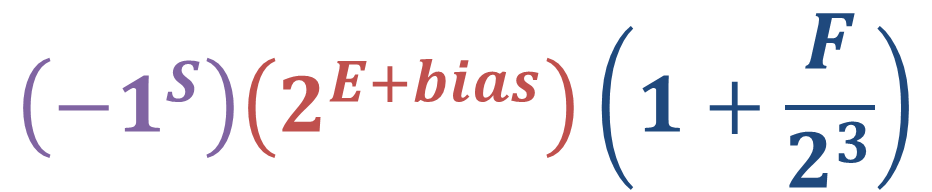 (−1^S)(2^{E+bias})(1 + F/2^3)